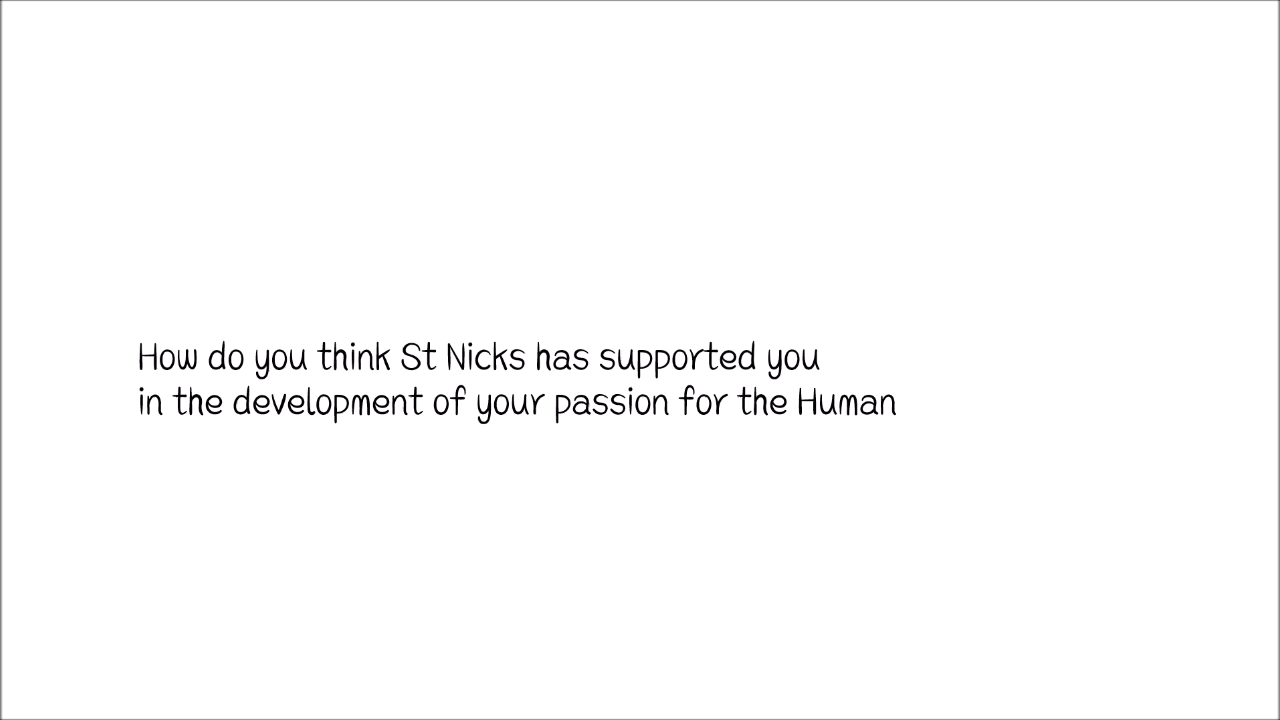 How do you think St Nicks has supported you
in the development of your passion for the Human